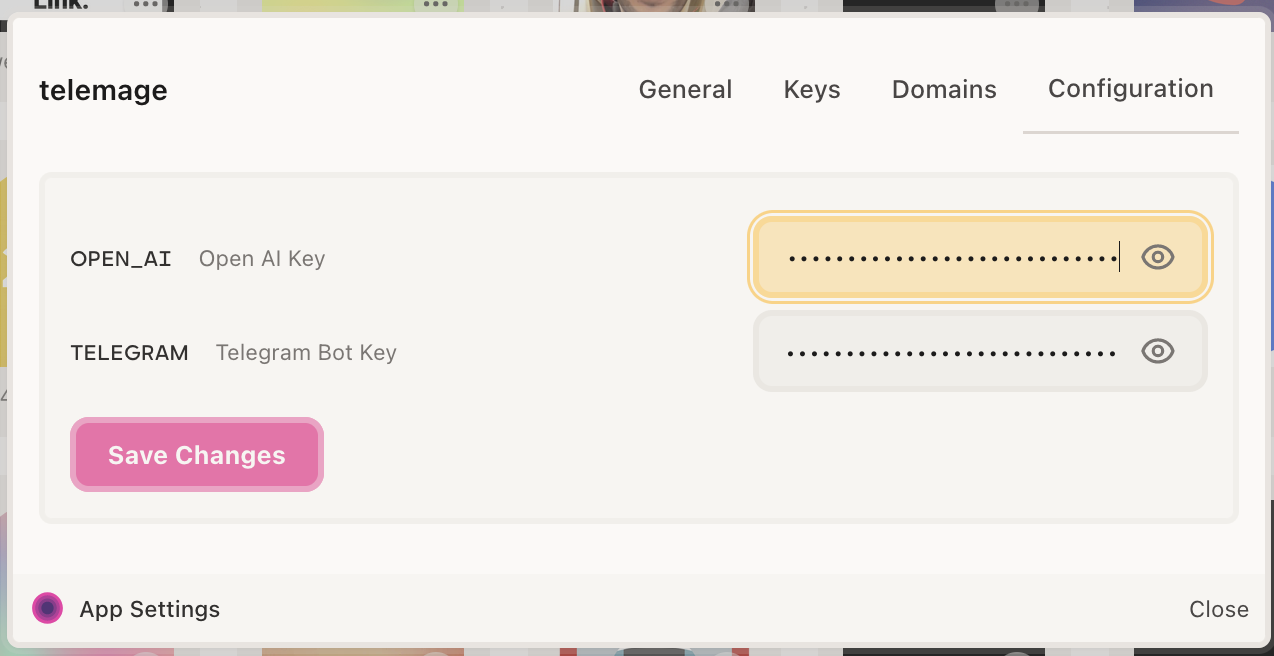 Link.
telemage
General Keys Domains Configuration
OPEN_AI Open AI Key
TELEGRAM Telegram Bot Key
Save Changes
App Settings
Close